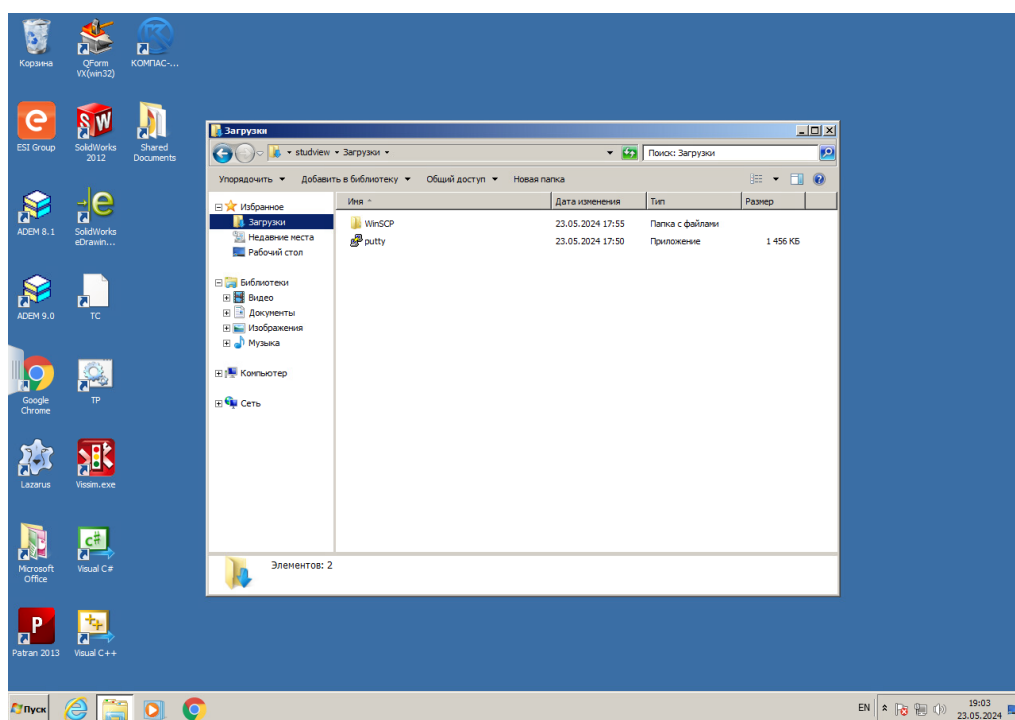 Корзина
QForm
VX(win32)
КОМПАС-...
ESI Group
SolidWorks
2012
Shared
Documents
ADEM 8.1
SolidWorks
eDrawin...
ADEM 9.0
TC
Google
Chrome
TP
Lazarus
Vissim.exe
Microsoft
Office
Visual C#
P
Patran 2013
Visual C++
Загрузки
studview
Загрузки
Поиск: Загрузки
Упорядочить
Добавить в библиотеку
Общий доступ
Новая папка
Избранное
Загрузки
Недавние места
Рабочий стол
Библиотеки
Видео
Документы
Изображения
Музыка
Компьютер
Сеть
Имя
Дата изменения
Тип
Размер
WinSCP
23.05.2024 17:55
Папка с файлами
putty
23.05.2024 17:50
Приложение
1 456 КБ
Элементов: 2
Пуск
EN
19:03
23.05.2024